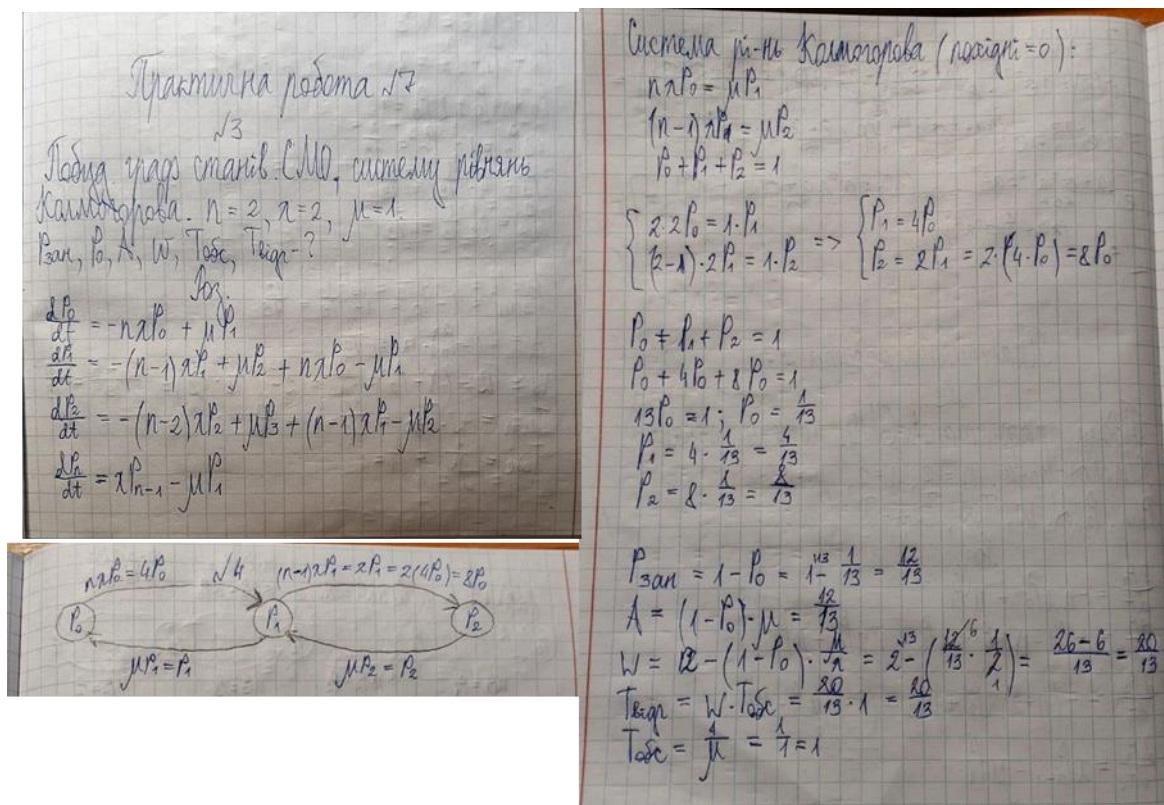 Практична робота №7
№3
Побуд. граф станів СМО, систему рівнянь
Колмогорова. n = 2, λ = 2, μ = 1.
Pзан, P₀, A, W, Tобс, Tвідг - ?
Роз.
dP₀/dt = -nλP₀ + μP₁
dP₁/dt = -(n-1)λP₁ + μP₂ + nλP₀ - μP₁
dP₂/dt = -(n-2)λP₂ + μP₃ + (n-1)λP₁ - μP₂
dPₙ/dt = λPₙ₋₁ - μP₁
№4
nλP₀ = 4P₀ (n-1)λP₁ = λP₁ = 2(4P₀) = 8P₀
P₀ P₁ P₂
μP₁ = P₁ μP₂ = P₂
Система рі-нь Колмогорова (похідні = 0):
nλP₀ = μP₁
(n-1)λP₁ = μP₂
P₀ + P₁ + P₂ = 1
{ 2·2P₀ = 1·P₁ => { P₁ = 4P₀
(2-1)·2P₁ = 1·P₂ P₂ = 2P₁ = 2·(4·P₀) = 8P₀
P₀ + P₁ + P₂ = 1
P₀ + 4P₀ + 8P₀ = 1
13P₀ = 1; P₀ = 1/13
P₁ = 4 · 1/13 = 4/13
P₂ = 8 · 1/13 = 8/13
Pзан = 1 - P₀ = 1 - 1/13 = 12/13
A = (1 - P₀)·μ = 12/13
W = 2 - (1 - P₀) · μ/λ = 2 - (12/13 · 1/2) = 26 - 6/13 = 20/13
Tвідг = W·Tобс = 20/13 · 1 = 20/13
Tобс = 1/μ = 1/1 = 1